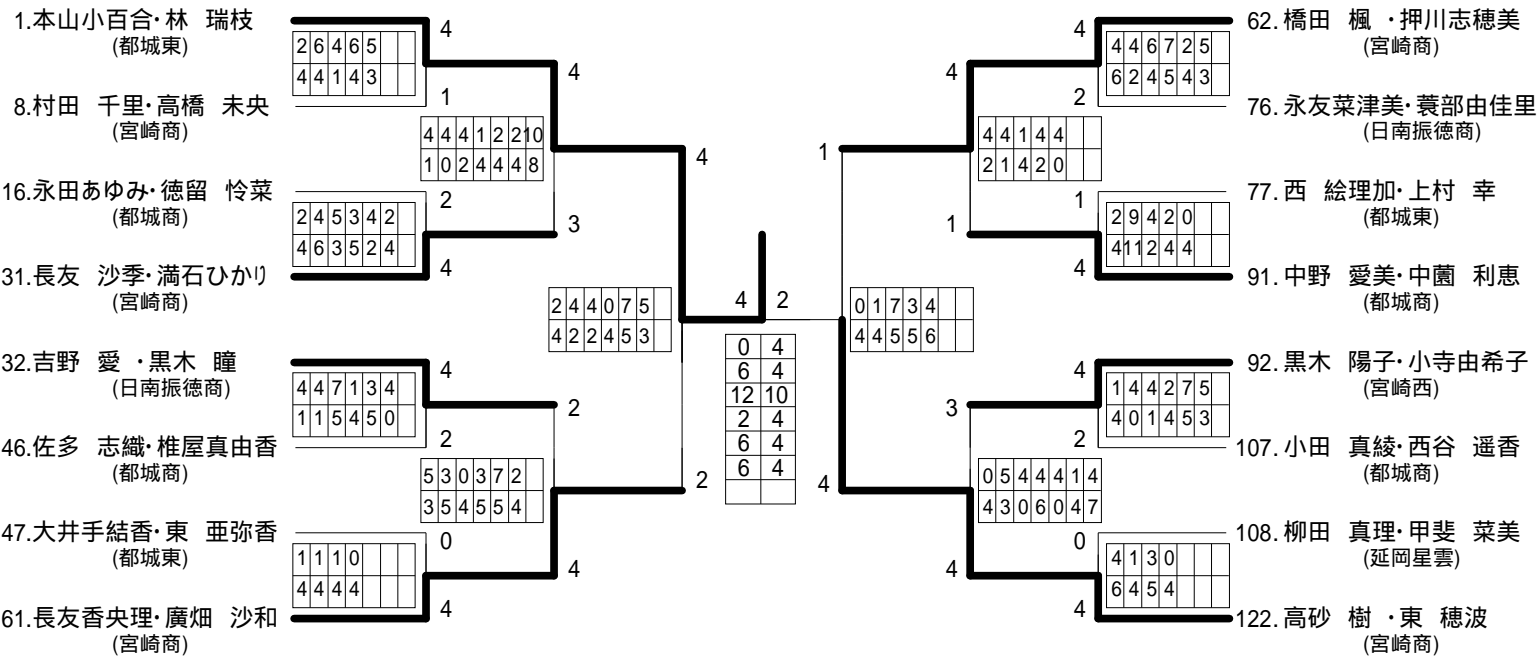 1.本山小百合・林 瑞枝
(都城東)
4
2 6 4 6 5
4 4 1 4 3
1
8.村田 千里・高橋 未央
(宮崎商)
4
4 4 4 1 2 2 10
1 0 2 4 4 4 8
3
16.永田あゆみ・徳留 怜菜
(都城商)
2
2 4 5 3 4 2
4 6 3 5 2 4
4
31.長友 沙季・満石ひかり
(宮崎商)
4
2 4 4 0 7 5
4 2 2 4 5 3
2
32.吉野 愛 ・黒木 瞳
(日南振徳商)
4
4 4 7 1 3 4
1 1 5 4 5 0
2
46.佐多 志織・椎屋真由香
(都城商)
2
5 3 0 3 7 2
3 5 4 5 5 4
4
47.大井手結香・東 亜弥香
(都城東)
0
1 1 1 0
4 4 4 4
4
61.長友香央理・廣畑 沙和
(宮崎商)
4 2
0 4
6 4
12 10
2 4
6 4
6 4
62.橋田 楓 ・押川志穂美
(宮崎商)
4
4 4 6 7 2 5
6 2 4 5 4 3
2
76.永友菜津美・蓑部由佳里
(日南振徳商)
4
4 4 1 4 4
2 1 4 2 0
1
77.西 絵理加・上村 幸
(都城東)
1
2 9 4 2 0
4 11 2 4 4
4
91.中野 愛美・中薗 利恵
(都城商)
1
0 1 7 3 4
4 4 5 5 6
4
92.黒木 陽子・小寺由希子
(宮崎西)
4
1 4 4 2 7 5
4 0 1 4 5 3
2
107.小田 真綾・西谷 遥香
(都城商)
3
0 5 4 4 4 1 4
4 3 0 6 0 4 7
4
108.柳田 真理・甲斐 菜美
(延岡星雲)
0
4 1 3 0
6 4 5 4
4
122.高砂 樹 ・東 穂波
(宮崎商)